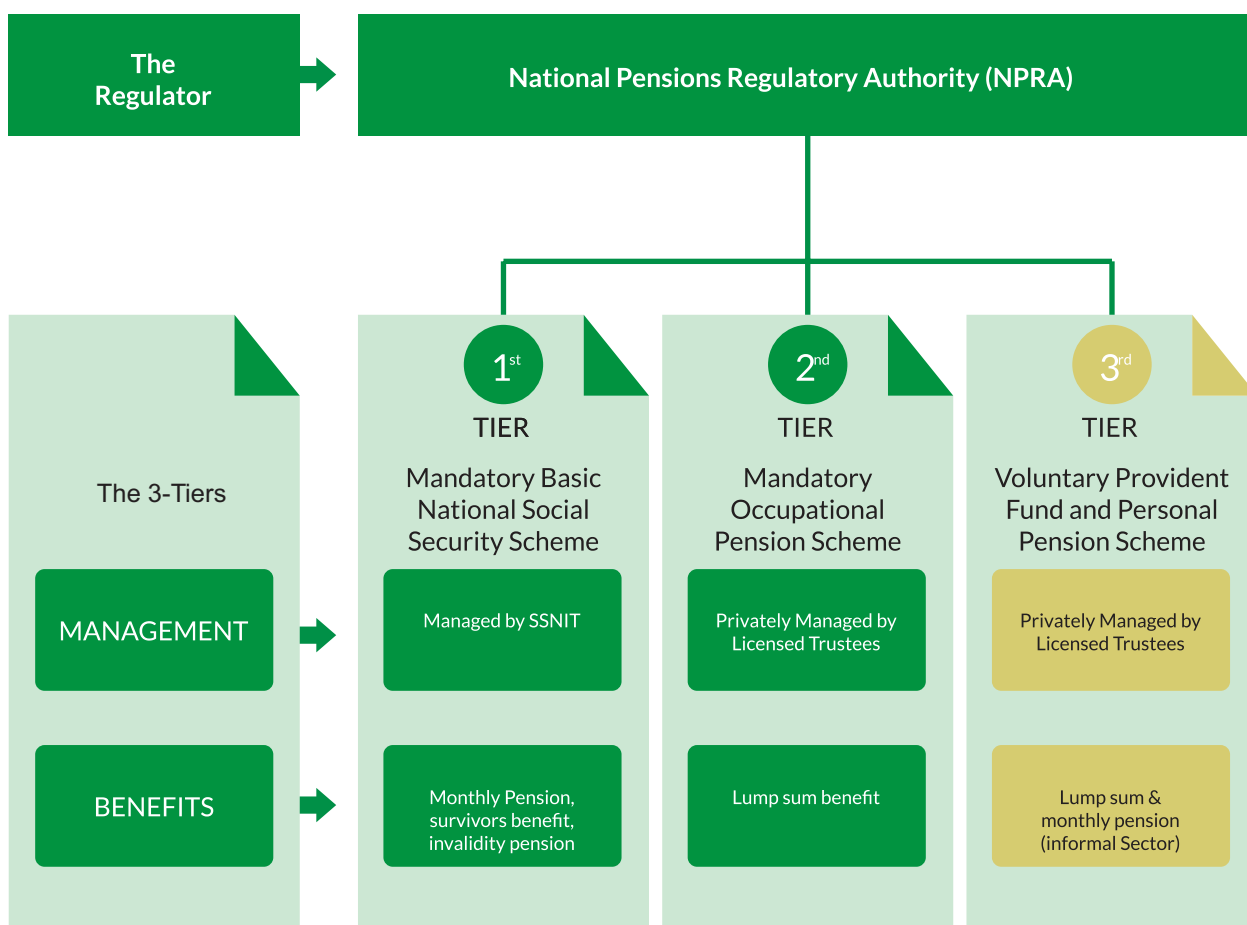 The
Regulator
National Pensions Regulatory Authority (NPRA)
The 3-Tiers
MANAGEMENT
BENEFITS
1st
TIER
Mandatory Basic
National Social
Security Scheme
Managed by SSNIT
Monthly Pension,
survivors benefit,
invalidity pension
2nd
TIER
Mandatory
Occupational
Pension Scheme
Privately Managed by
Licensed Trustees
Lump sum benefit
3rd
TIER
Voluntary Provident
Fund and Personal
Pension Scheme
Privately Managed by
Licensed Trustees
Lump sum &
monthly pension
(informal Sector)